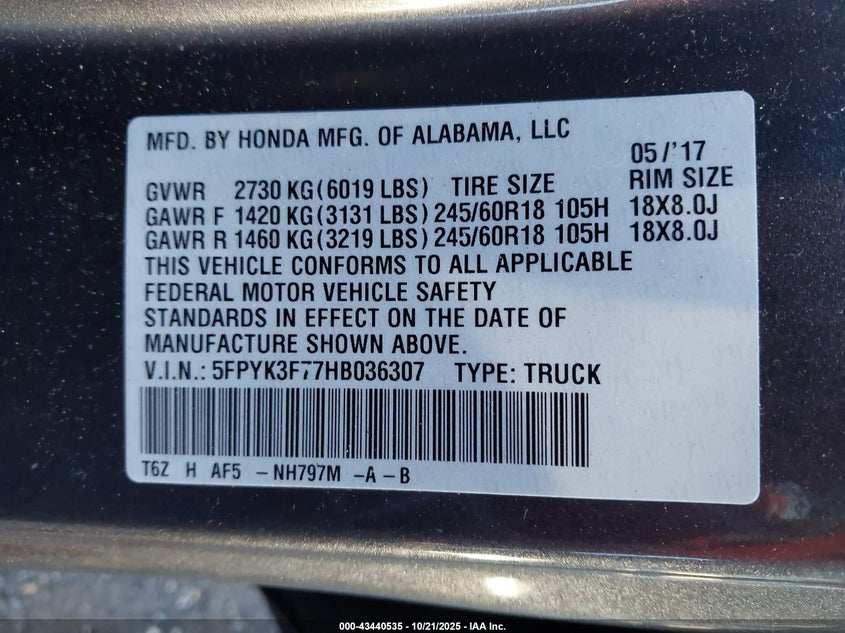 MFD. BY HONDA MFG. OF ALABAMA, LLC
05/'17
GVWR 2730 KG(6019 LBS) TIRE SIZE RIM SIZE
GAWR F 1420 KG(3131 LBS) 245/60R18 105H 18X8.0J
GAWR R 1460 KG(3219 LBS) 245/60R18 105H 18X8.0J
THIS VEHICLE CONFORMS TO ALL APPLICABLE
FEDERAL MOTOR VEHICLE SAFETY
STANDARDS IN EFFECT ON THE DATE OF
MANUFACTURE SHOWN ABOVE.
V.I.N.: 5FPYK3F77HB036307 TYPE: TRUCK
T6Z H AF5 -NH797M -A-B
000-43440535 - 10/21/2025 - IAA Inc.